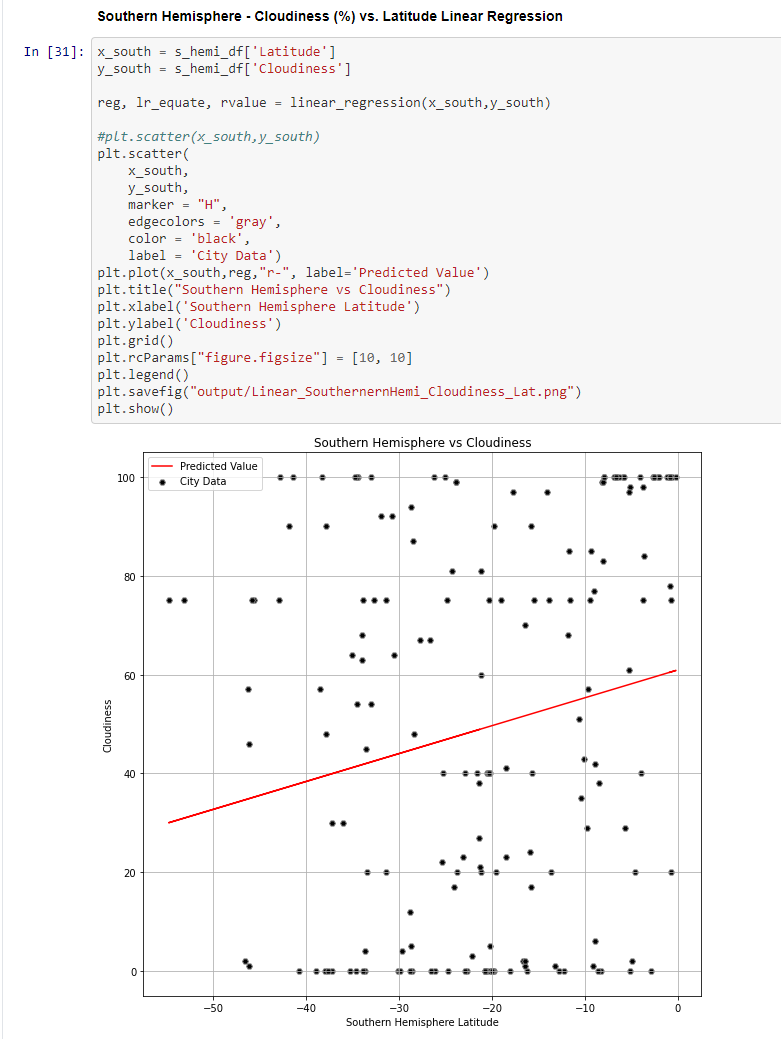 Southern Hemisphere - Cloudiness (%) vs. Latitude Linear Regression
In [31]: x_south = s_hemi_df['Latitude']
y_south = s_hemi_df['Cloudiness']
reg, lr_equate, rvalue = linear_regression(x_south,y_south)
#plt.scatter(x_south,y_south)
plt.scatter(
    x_south,
    y_south,
    marker = "H",
    edgecolors = 'gray',
    color = 'black',
    label = 'City Data')
plt.plot(x_south,reg,"r-", label='Predicted Value')
plt.title("Southern Hemisphere vs Cloudiness")
plt.xlabel('Southern Hemisphere Latitude')
plt.ylabel('Cloudiness')
plt.grid()
plt.rcParams["figure.figsize"] = [10, 10]
plt.legend()
plt.savefig("output/Linear_SouthernernHemi_Cloudiness_Lat.png")
plt.show()
Southern Hemisphere vs Cloudiness
Predicted Value
City Data
100
80
60
40
20
0
Cloudiness
−50 −40 −30 −20 −10 0
Southern Hemisphere Latitude